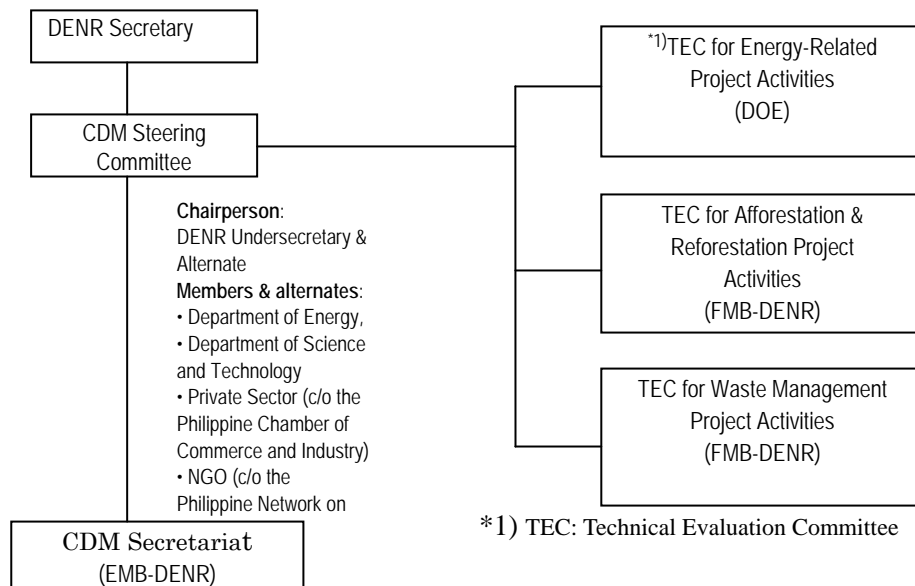 DENR Secretary
CDM Steering
Committee
Chairperson:
DENR Undersecretary &
Alternate
Members & alternates:
• Department of Energy,
• Department of Science
and Technology
• Private Sector (c/o the
Philippine Chamber of
Commerce and Industry)
• NGO (c/o the
Philippine Network on
CDM Secretariat
(EMB-DENR)
*1)TEC for Energy-Related
Project Activities
(DOE)
TEC for Afforestation &
Reforestation Project
Activities
(FMB-DENR)
TEC for Waste Management
Project Activities
(FMB-DENR)
*1) TEC: Technical Evaluation Committee